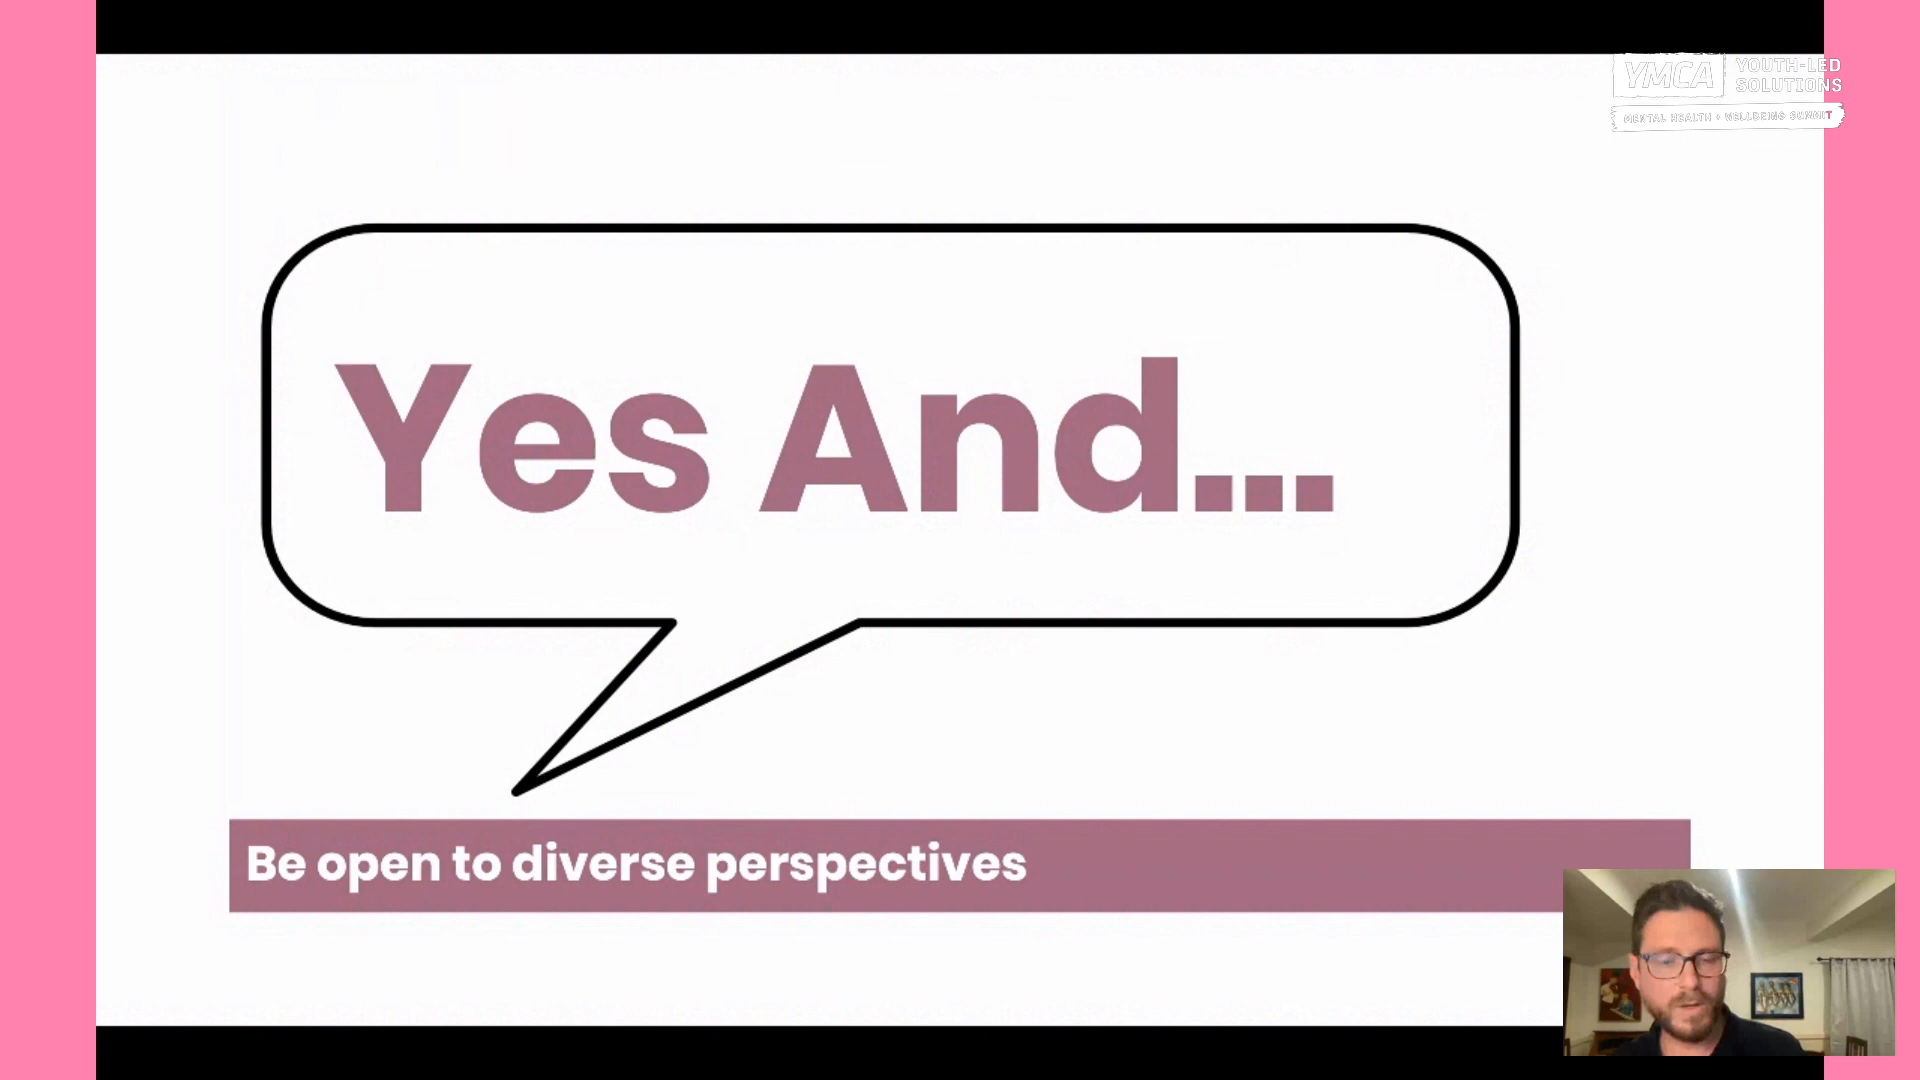 YMCA
YOUTH-LED
SOLUTIONS
MENTAL HEALTH + WELLBEING SUMMIT
Yes And...
Be open to diverse perspectives